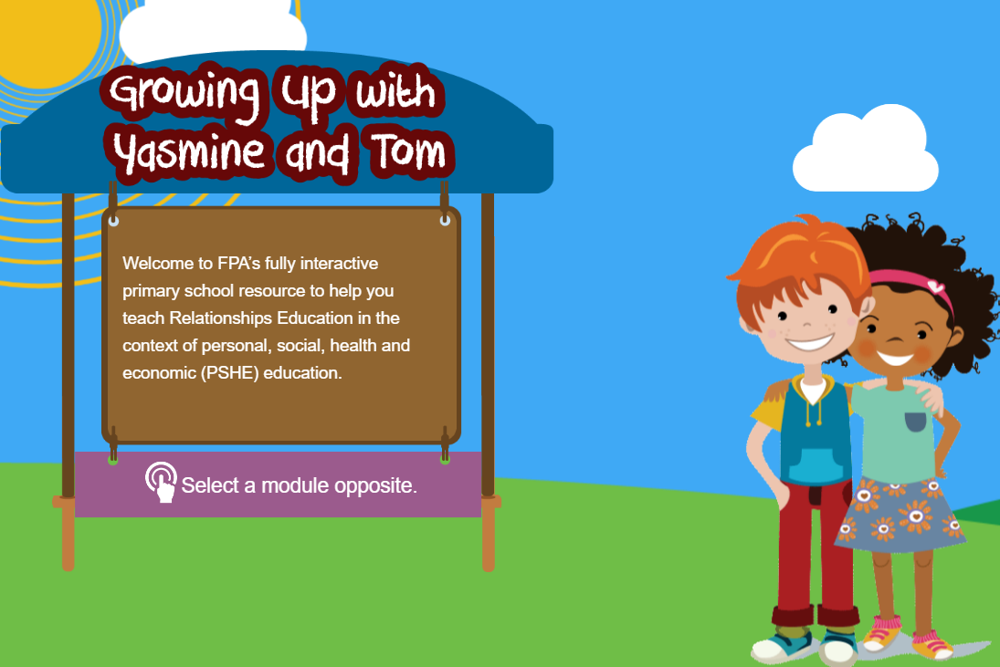 Growing Up with
Yasmine and Tom
Welcome to FPA’s fully interactive
primary school resource to help you
teach Relationships Education in the
context of personal, social, health and
economic (PSHE) education.
Select a module opposite.